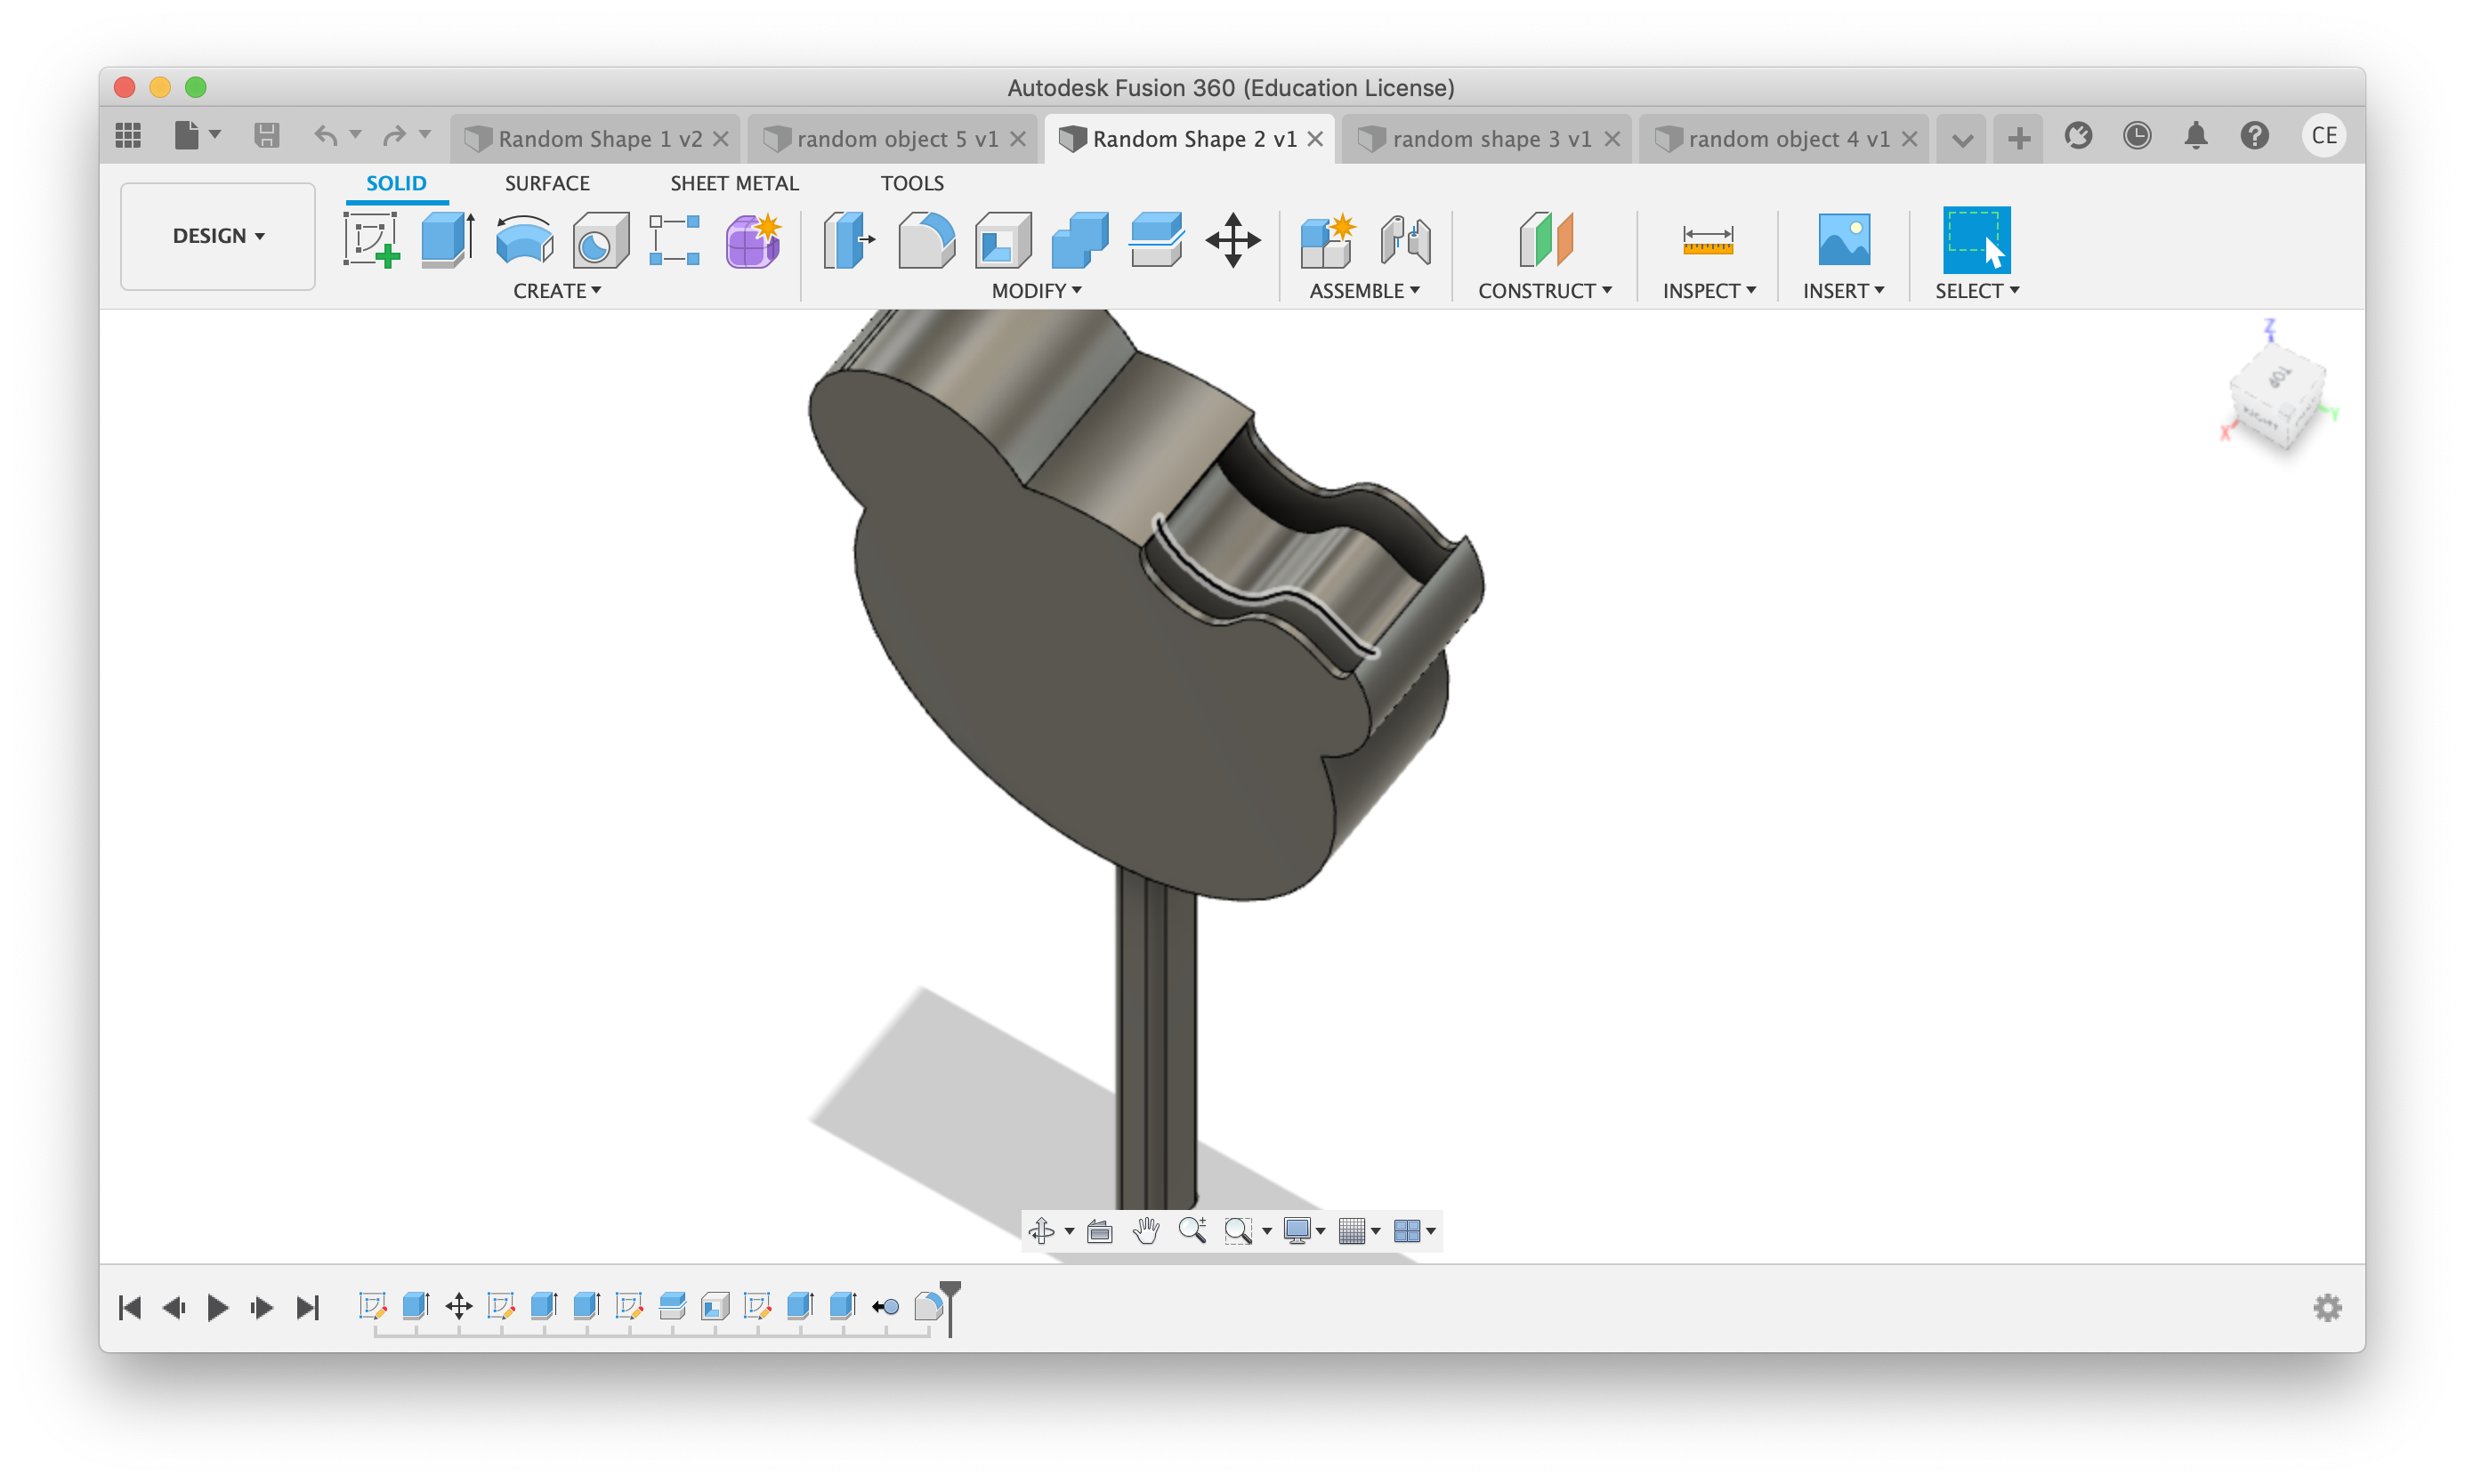 Autodesk Fusion 360 (Education License)
Random Shape 1 v2 random object 5 v1 Random Shape 2 v1 random shape 3 v1 random object 4 v1 CE
SOLID SURFACE SHEET METAL TOOLS
DESIGN
CREATE MODIFY ASSEMBLE CONSTRUCT INSPECT INSERT SELECT
Z
TOP
RIGHT
Y
X